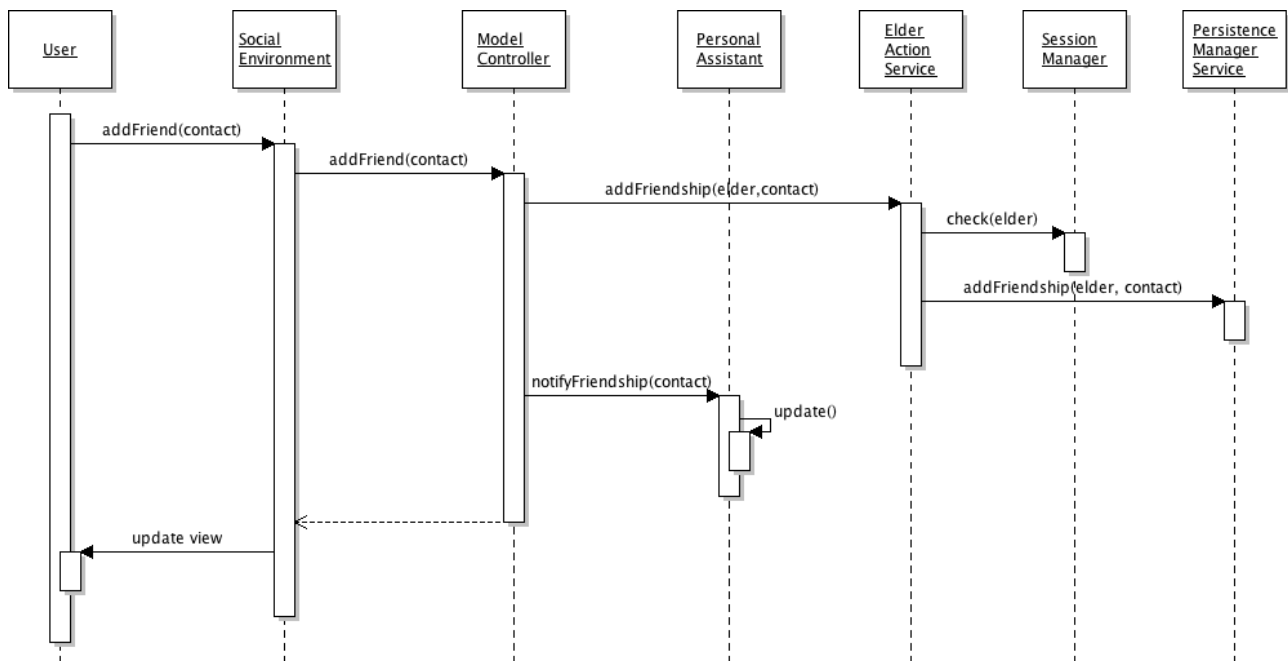 User
Social
Environment
Model
Controller
Personal
Assistant
Elder
Action
Service
Session
Manager
Persistence
Manager
Service
addFriend(contact)
addFriend(contact)
addFriendship(elder,contact)
check(elder)
addFriendship(elder, contact)
notifyFriendship(contact)
update()
update view